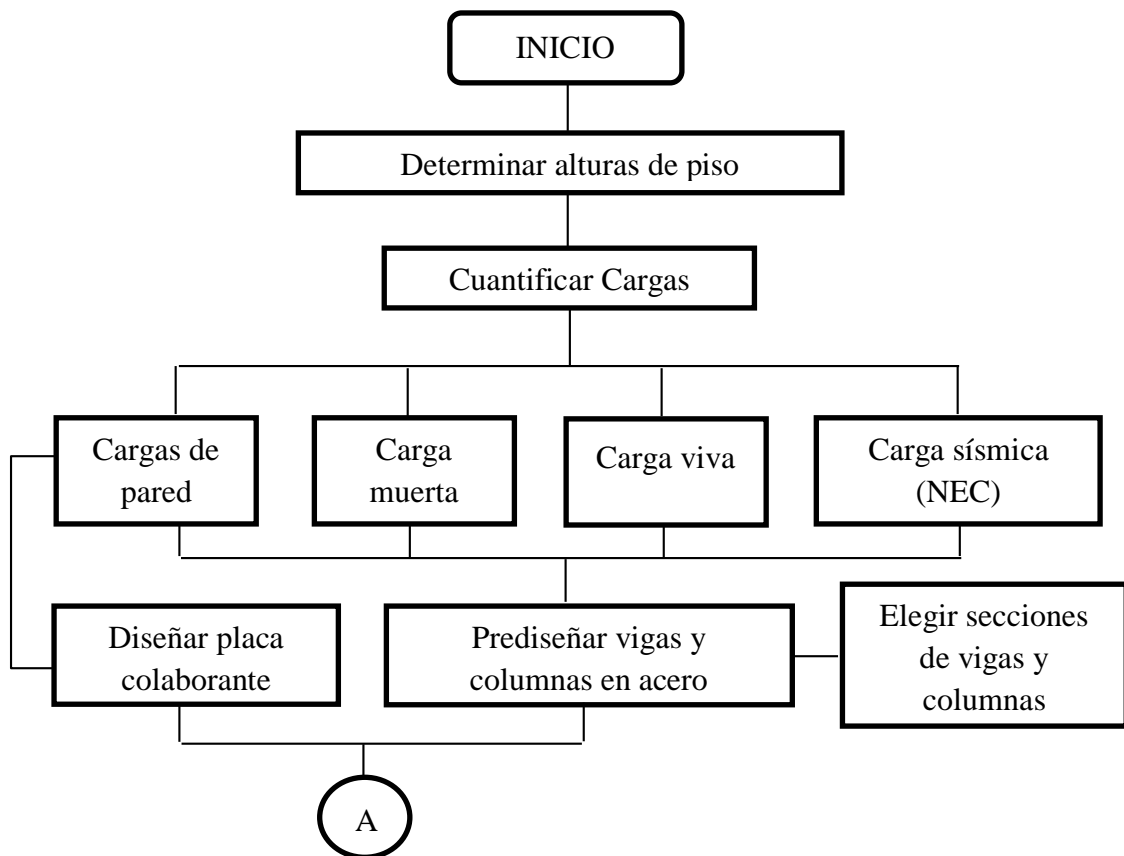 INICIO
Determinar alturas de piso
Cuantificar Cargas
Cargas de
pared
Carga
muerta
Carga viva
Carga sísmica
(NEC)
Diseñar placa
colaborante
Prediseñar vigas y
columnas en acero
Elegir secciones
de vigas y
columnas
A